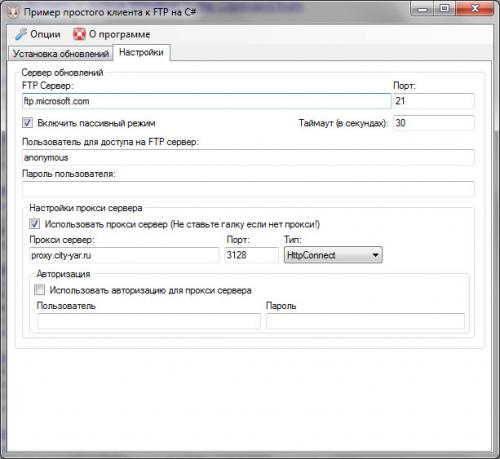 Пример простого клиента к FTP на C#
Опции О программе
Установка обновлений Настройки
Сервер обновлений
FTP Сервер: Порт:
ftp.microsoft.com 21
Включить пассивный режим Таймаут (в секундах): 30
Пользователь для доступа на FTP сервер:
anonymous
Пароль пользователя:
Настройки прокси сервера
Использовать прокси сервер (Не ставьте галку если нет прокси!)
Прокси сервер: Порт: Тип:
proxy.city-yar.ru 3128 HttpConnect
Авторизация
Использовать авторизацию для прокси сервера
Пользователь Пароль